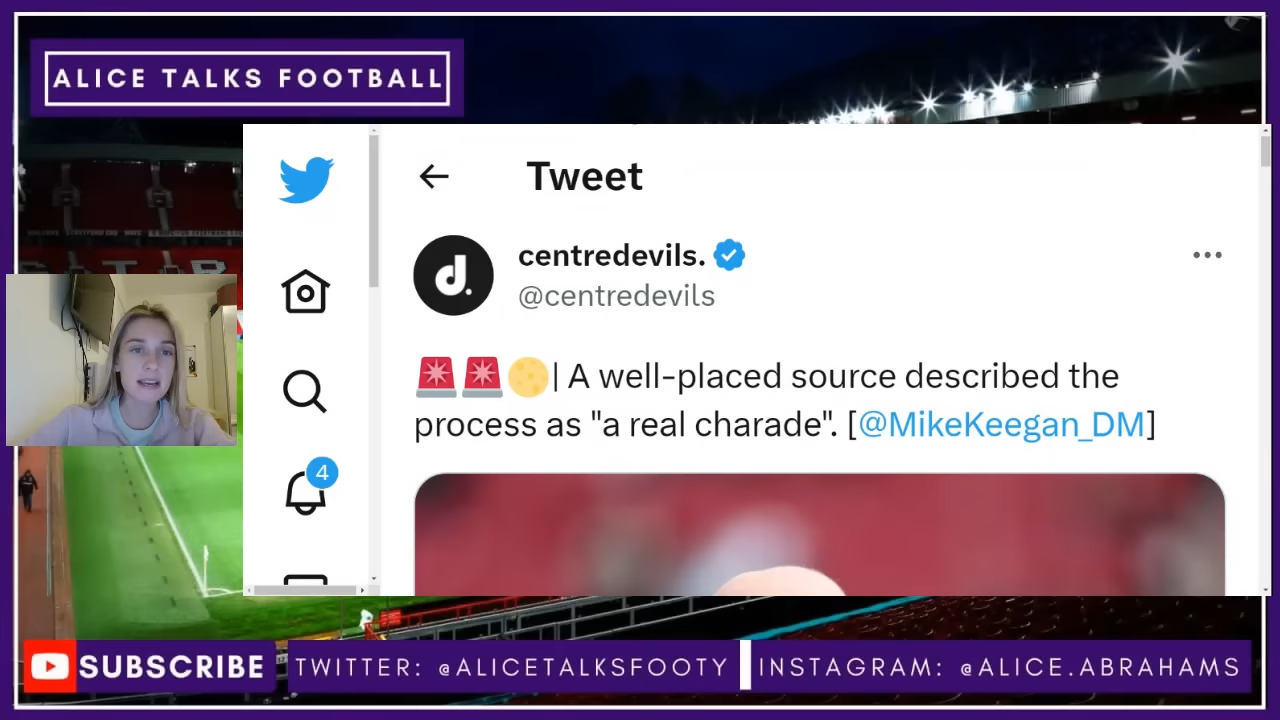 ALICE TALKS FOOTBALL
Tweet
centredevils.
@centredevils
| A well-placed source described the
process as "a real charade". [@MikeKeegan_DM]
4
d.
SUBSCRIBE
TWITTER: @ALICETALKSFOOTY
INSTAGRAM: @ALICE.ABRAHAMS